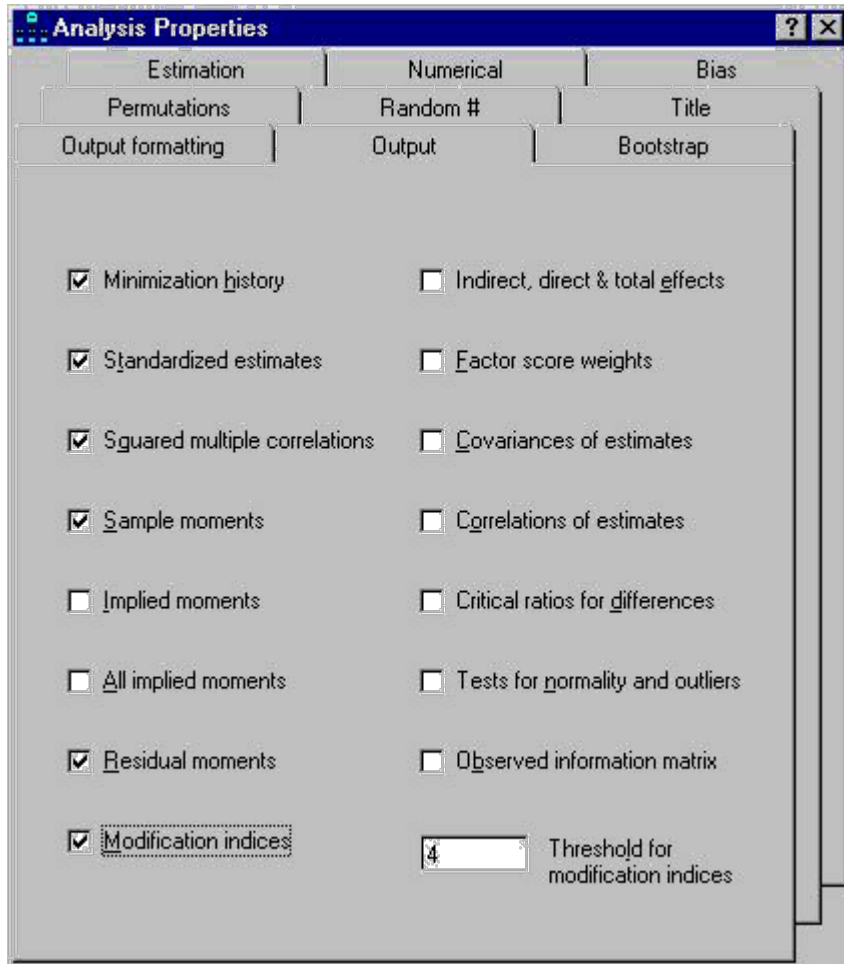 Analysis Properties
Estimation
Numerical
Bias
Permutations
Random #
Title
Output formatting
Output
Bootstrap
Minimization history
Indirect, direct & total effects
Standardized estimates
Factor score weights
Squared multiple correlations
Covariances of estimates
Sample moments
Correlations of estimates
Implied moments
Critical ratios for differences
All implied moments
Tests for normality and outliers
Residual moments
Observed information matrix
Modification indices
4
Threshold for
modification indices